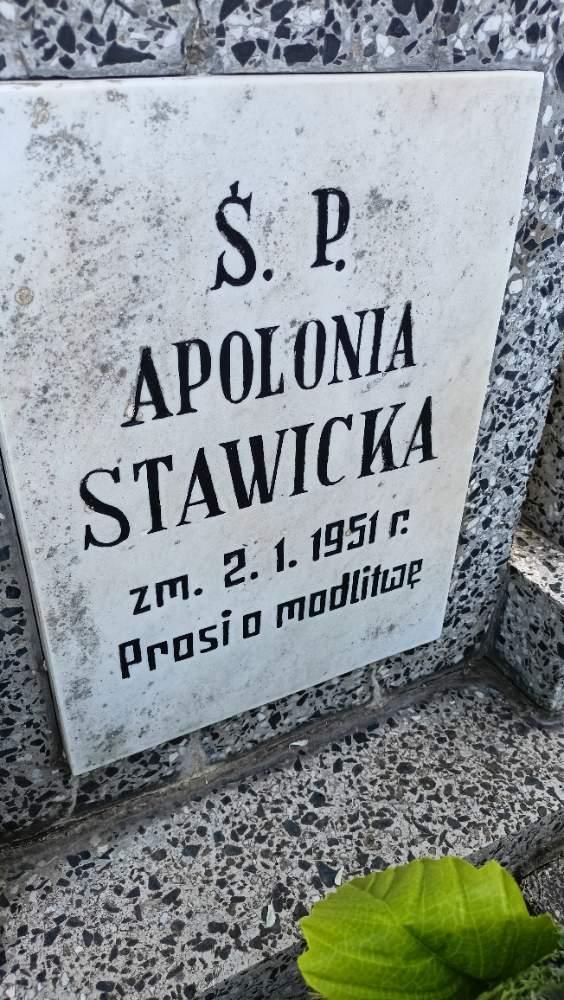 Ś. P.
APOLONIA
STAWICKA
zm. 2. 1. 1951 r.
Prosi o modlitwę